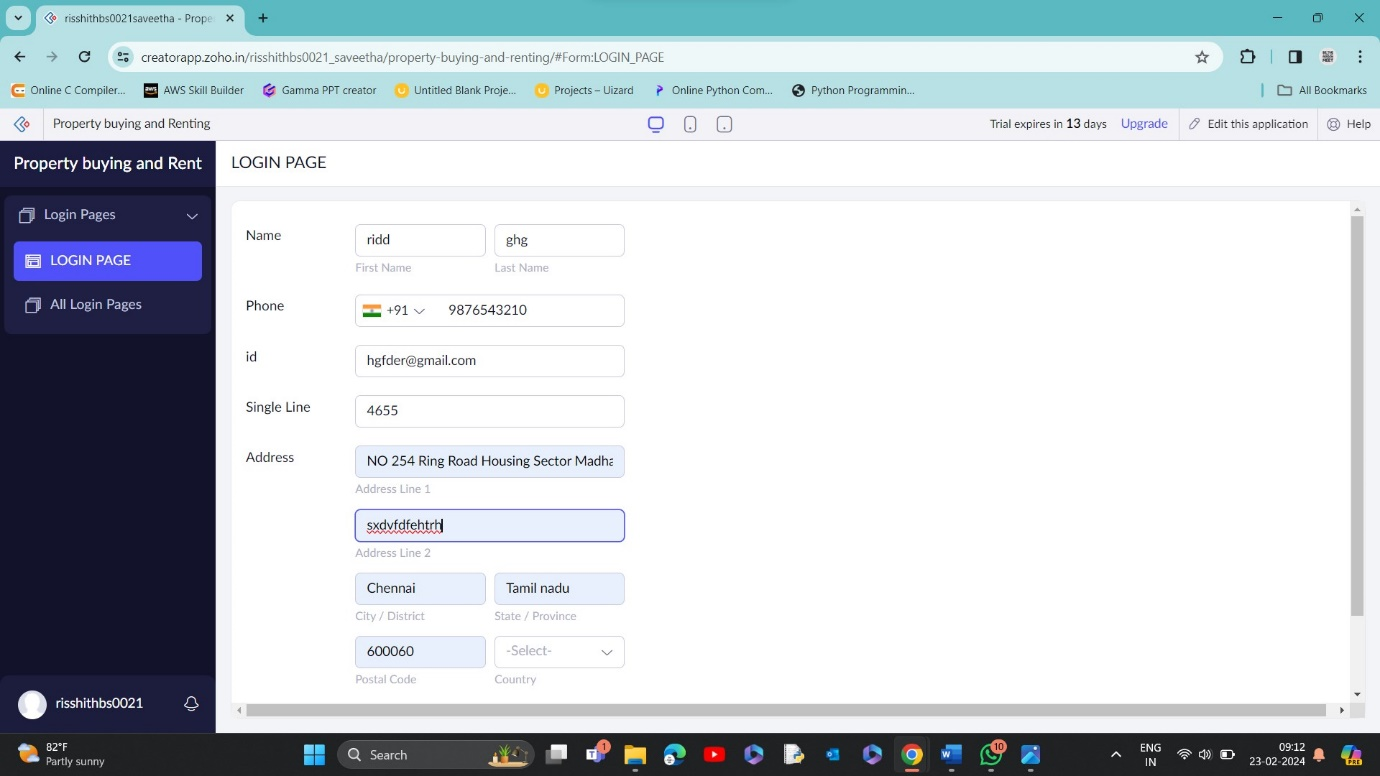 risshithbs0021saveetha - Prope
creatorapp.zoho.in/risshithbs0021_saveetha/property-buying-and-renting/#Form:LOGIN_PAGE
Online C Compiler... AWS Skill Builder Gamma PPT creator Untitled Blank Proje... Projects – Uizard Online Python Com... Python Programmin... All Bookmarks
Property buying and Renting Trial expires in 13 days Upgrade Edit this application Help
Property buying and Rent LOGIN PAGE
Login Pages
LOGIN PAGE
All Login Pages
Name ridd ghg
First Name Last Name
Phone +91 9876543210
id hgfder@gmail.com
Single Line 4655
Address NO 254 Ring Road Housing Sector Madha
Address Line 1
sxdvfdfehtrh
Address Line 2
Chennai Tamil nadu
City / District State / Province
600060 -Select-
Postal Code Country
risshithbs0021
82°F
Partly sunny
Search
1
10
ENG
IN
09:12
23-02-2024
PRE